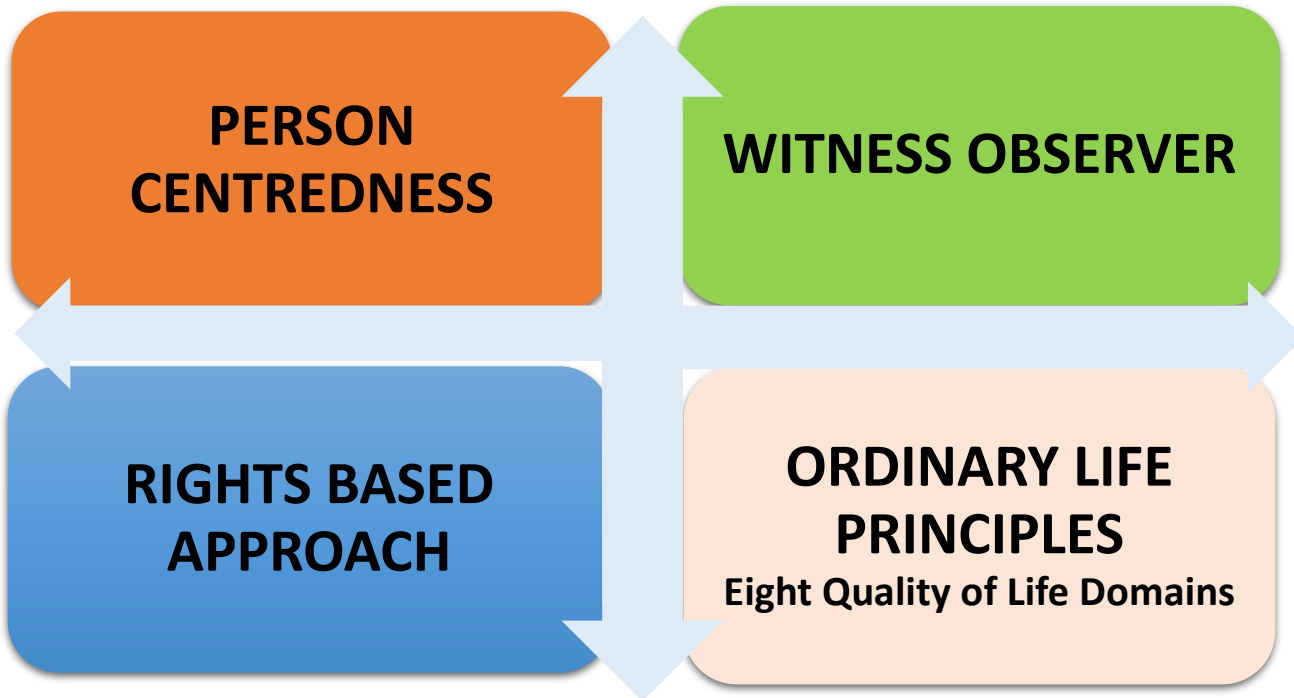 PERSON
CENTREDNESS
WITNESS OBSERVER
RIGHTS BASED
APPROACH
ORDINARY LIFE
PRINCIPLES
Eight Quality of Life Domains